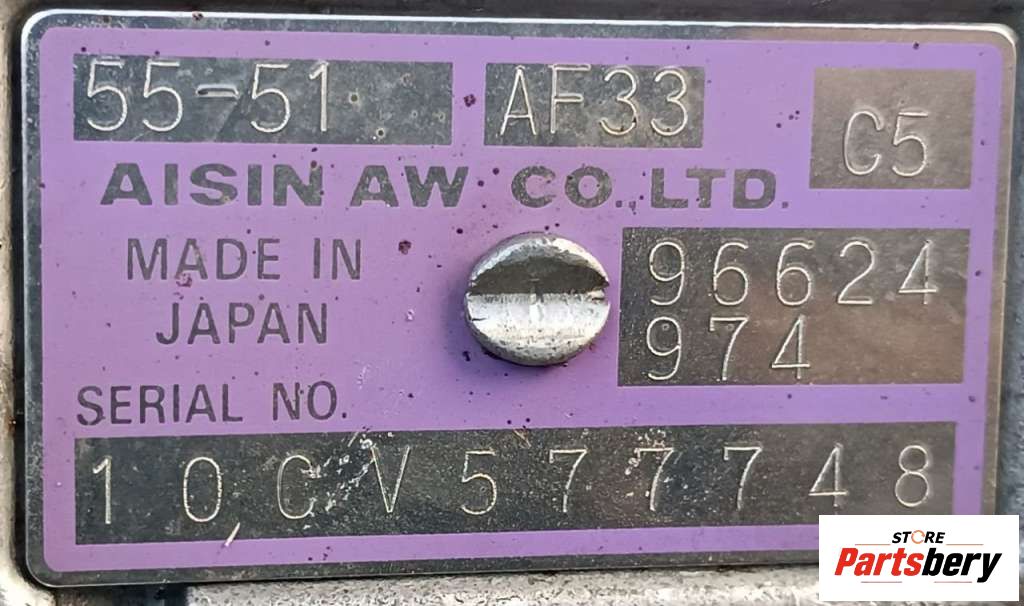 55-51 AF33 C5
AISIN AW CO.,LTD.
MADE IN
JAPAN
96624
974
SERIAL NO.
10CV577748
STORE
Partsbery